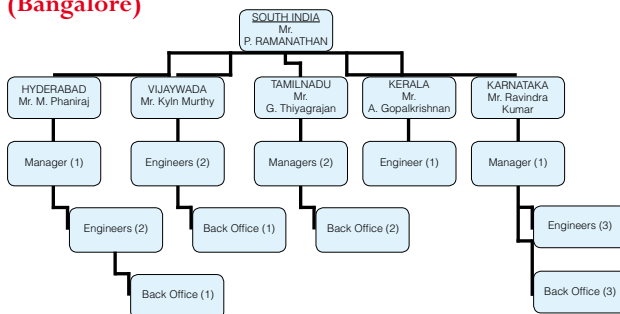 (Bangalore)
SOUTH INDIA
Mr.
P. RAMANATHAN
HYDERABAD
Mr. M. Phaniraj
VIJAYWADA
Mr. Kyln Murthy
TAMILNADU
Mr.
G. Thiyagrajan
KERALA
Mr.
A. Gopalkrishnan
KARNATAKA
Mr. Ravindra
Kumar
Manager (1)
Engineers (2)
Managers (2)
Engineer (1)
Manager (1)
Engineers (2)
Back Office (1)
Back Office (2)
Engineers (3)
Back Office (1)
Back Office (3)